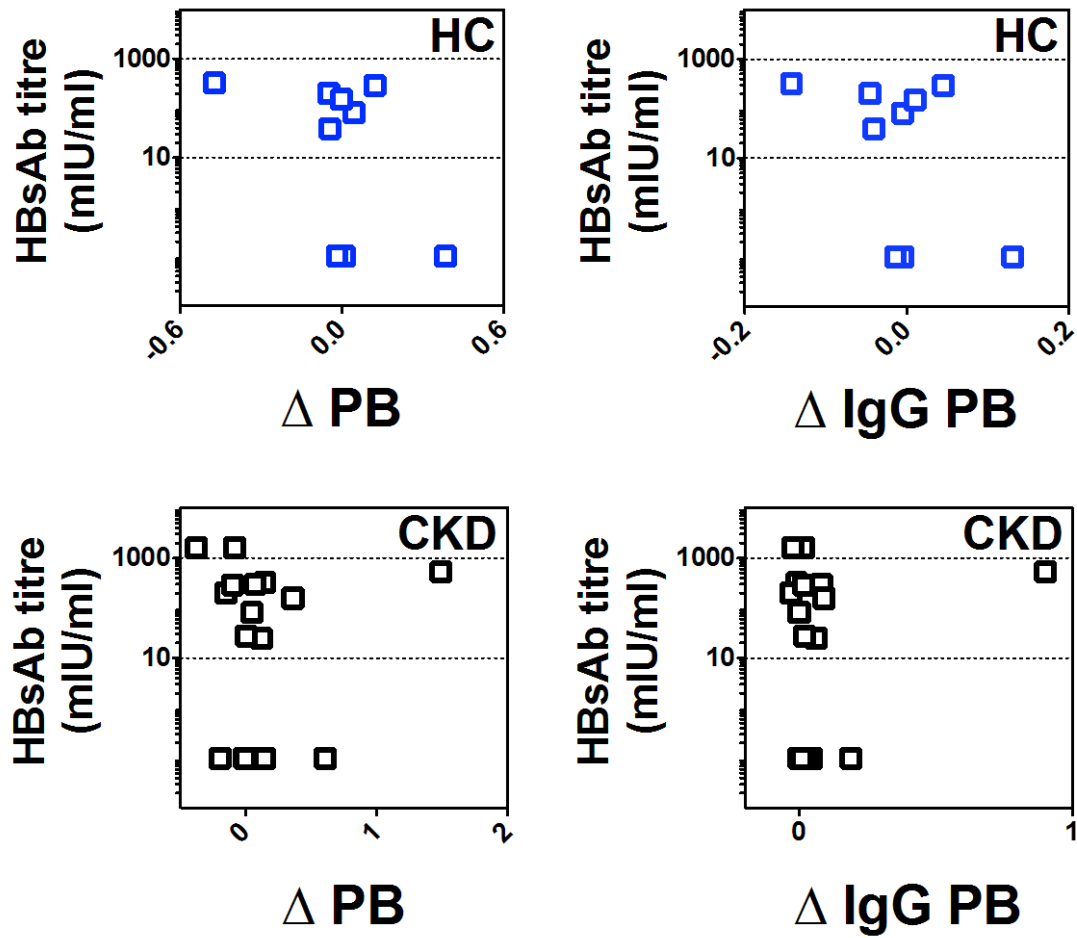 HC
HBsAb titre
(mIU/ml)
1000
10
-0.6
0.0
0.6
Δ PB
HC
HBsAb titre
(mIU/ml)
1000
10
-0.2
0.0
0.2
Δ IgG PB
CKD
HBsAb titre
(mIU/ml)
1000
10
0
1
2
Δ PB
CKD
HBsAb titre
(mIU/ml)
1000
10
0
1
Δ IgG PB